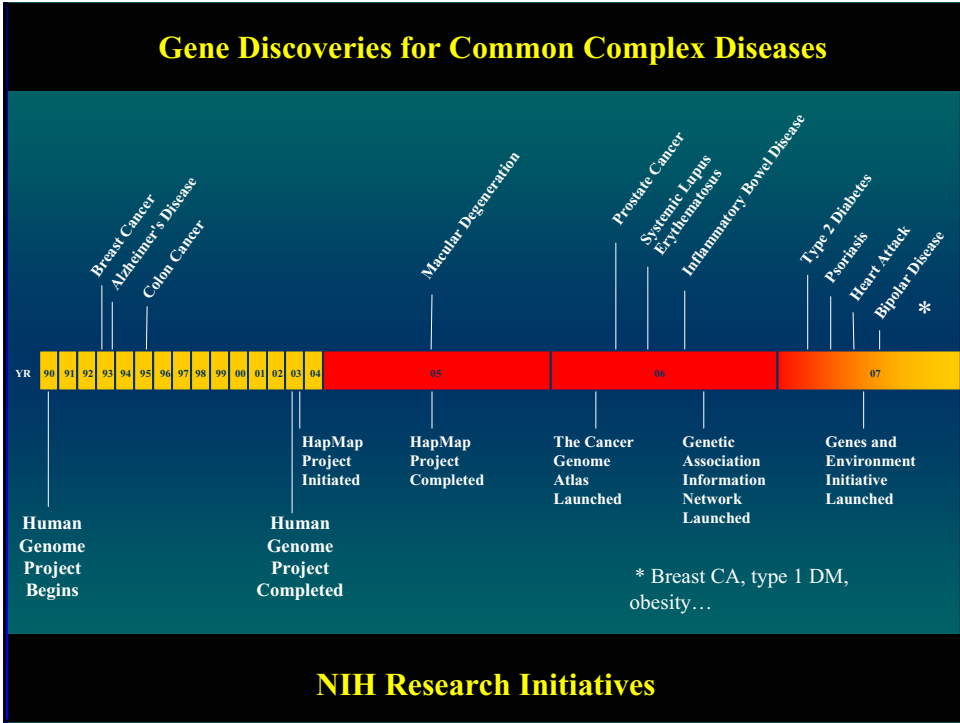 Gene Discoveries for Common Complex Diseases
Breast Cancer
Alzheimer's Disease
Colon Cancer
Macular Degeneration
Prostate Cancer
Systemic Lupus
Erythematosus
Inflammatory Bowel Disease
Type 2 Diabetes
Psoriasis
Heart Attack
Bipolar Disease
*
YR 90 91 92 93 94 95 96 97 98 99 00 01 02 03 04 05 06 07
HapMap
Project
Initiated
HapMap
Project
Completed
The Cancer
Genome
Atlas
Launched
Genetic
Association
Information
Network
Launched
Genes and
Environment
Initiative
Launched
Human
Genome
Project
Begins
Human
Genome
Project
Completed
* Breast CA, type 1 DM,
obesity…
NIH Research Initiatives